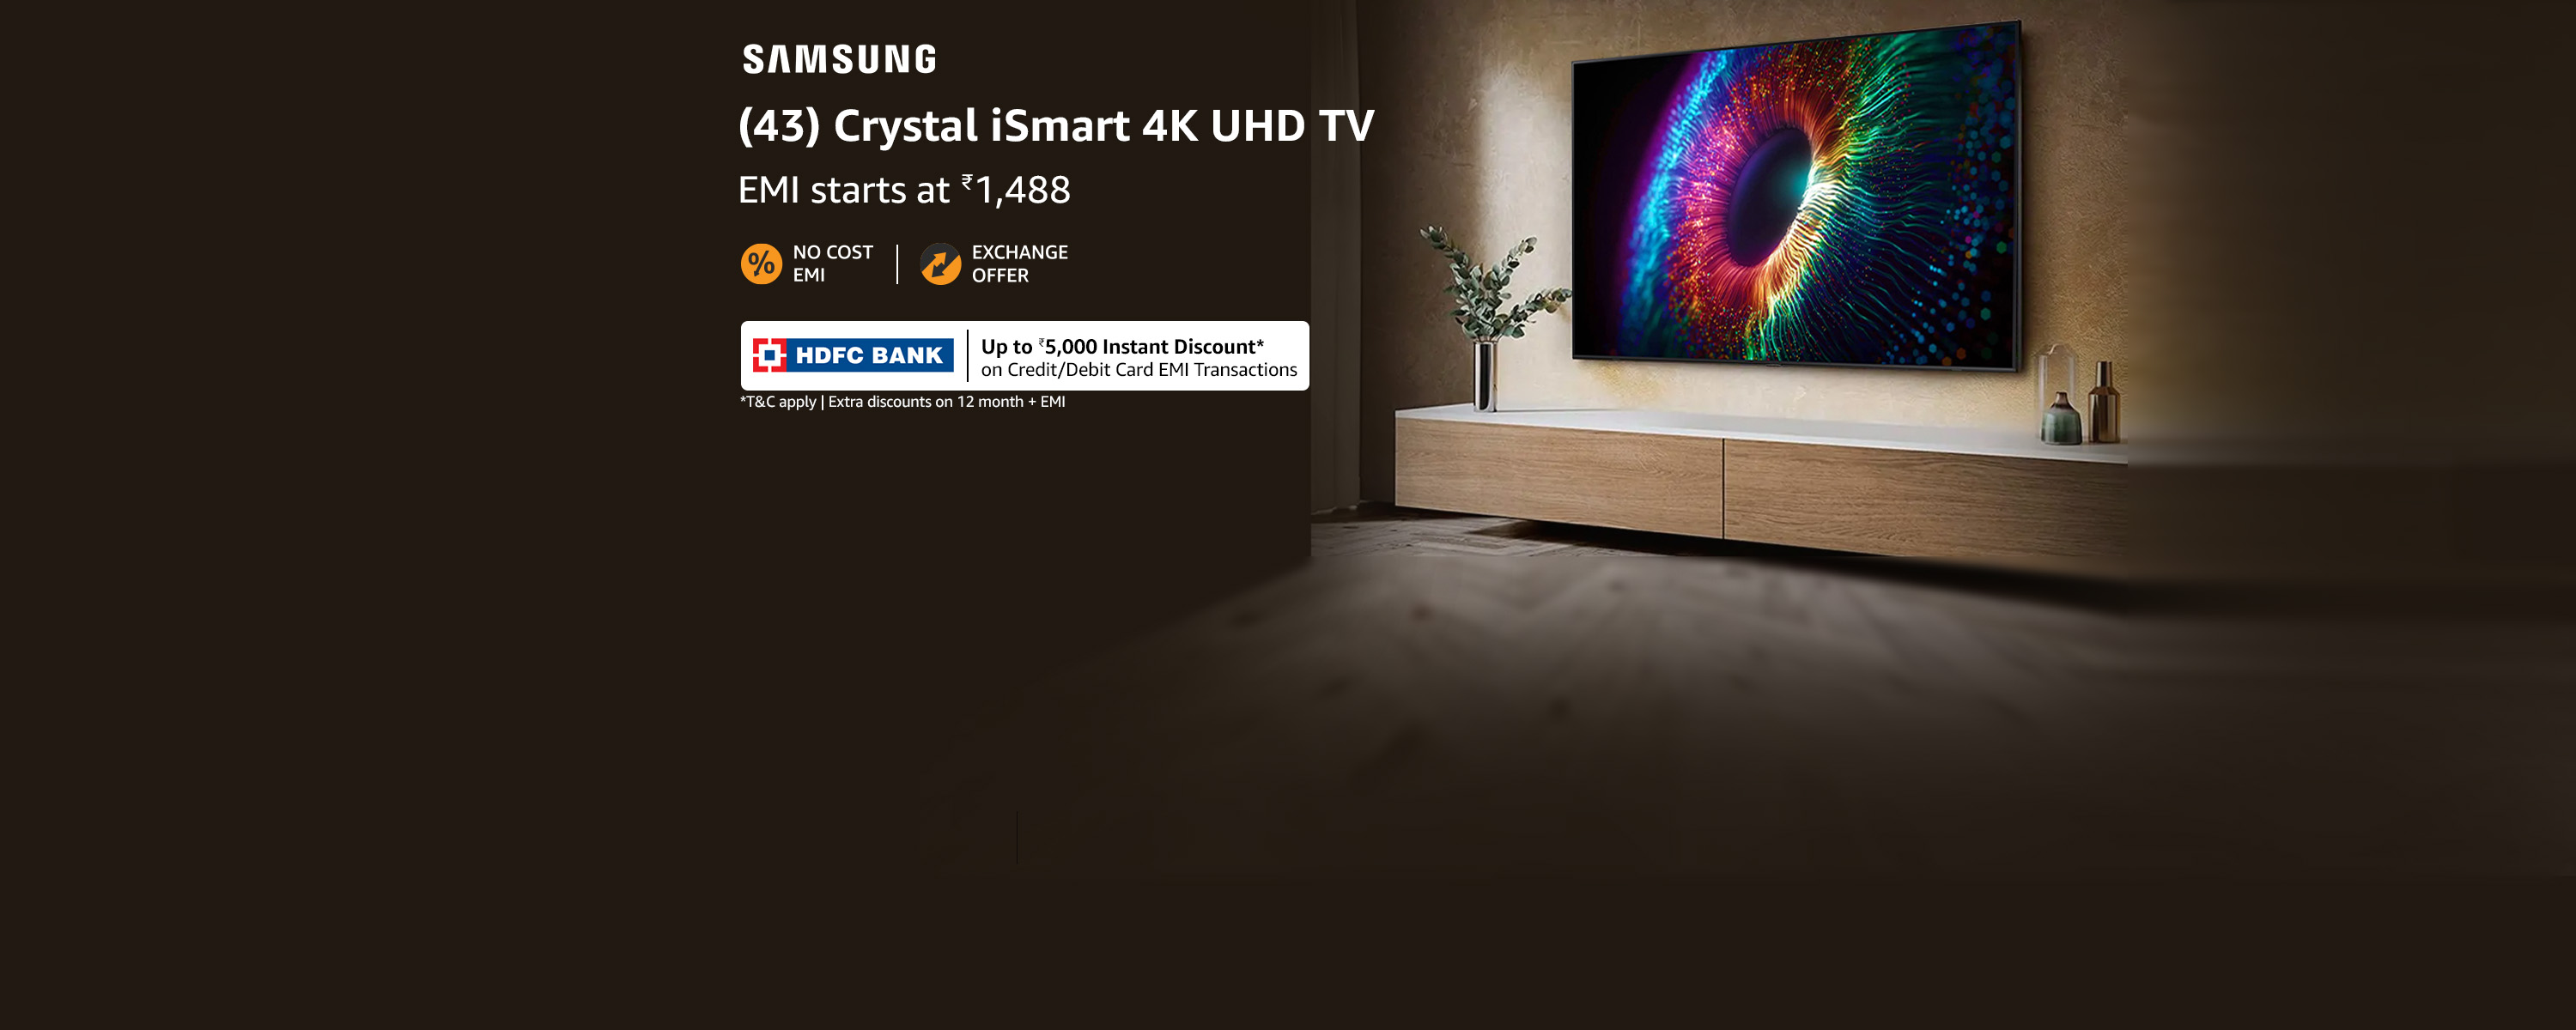 SAMSUNG
(43) Crystal iSmart 4K UHD TV
EMI starts at ₹1,488
NO COST
EMI
EXCHANGE
OFFER
HDFC BANK
Up to ₹5,000 Instant Discount*
on Credit/Debit Card EMI Transactions
*T&C apply | Extra discounts on 12 month + EMI